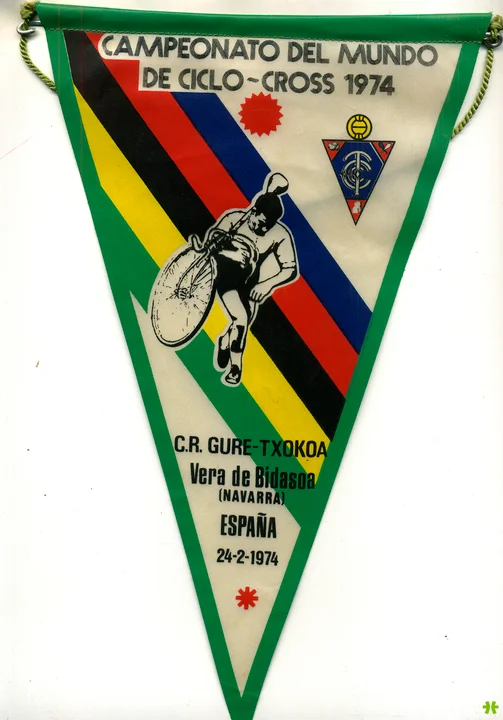 CAMPEONATO DEL MUNDO
DE CICLO-CROSS 1974
C.R. GURE-TXOKOA
Vera de Bidasoa
(NAVARRA)
ESPAÑA
24-2-1974